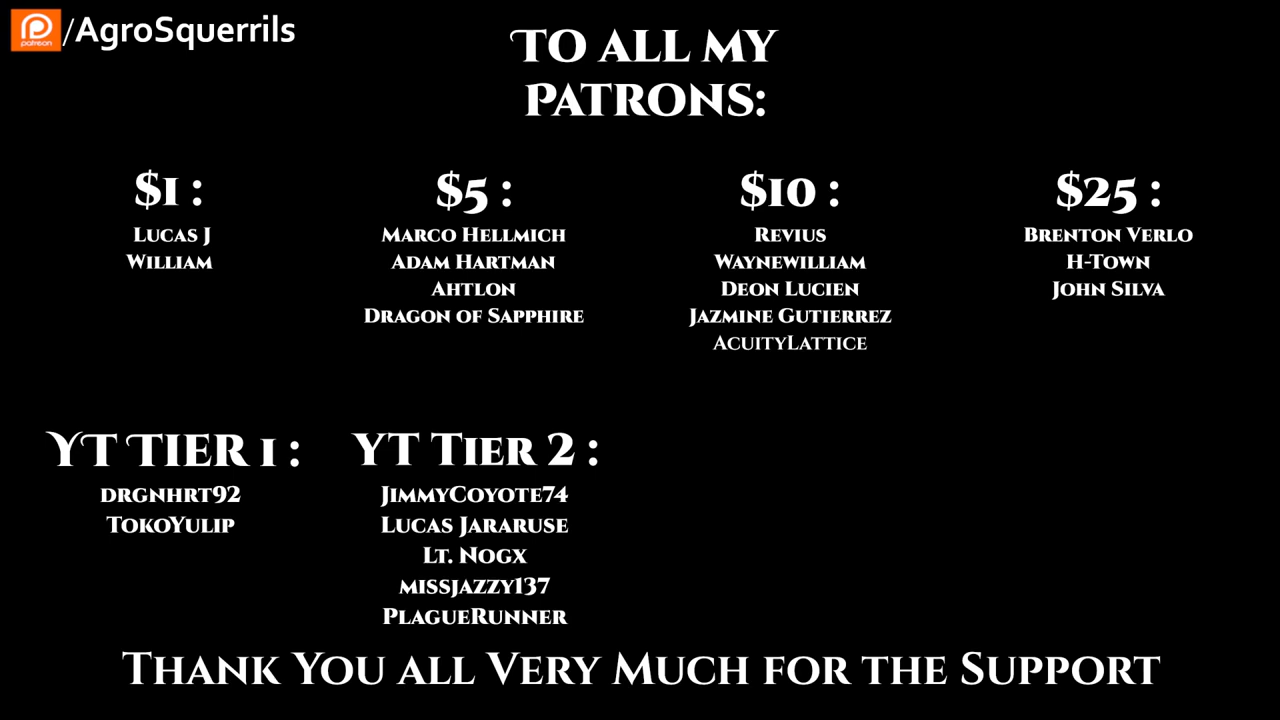 patreon
/AgroSquerrils
To all my
Patrons:
$1 :
Lucas J
William
$5 :
Marco Hellmich
Adam Hartman
Ahtlon
Dragon of Sapphire
$10 :
Revius
Waynewilliam
Deon Lucien
Jazmine Gutierrez
AcuityLattice
$25 :
Brenton Verlo
H-Town
John Silva
YT Tier 1 :
drgnhrt92
TokoYulip
YT Tier 2 :
JimmyCoyote74
Lucas Jararuse
Lt. Nogx
missjazzy137
PlagueRunner
Thank You all Very Much for the Support